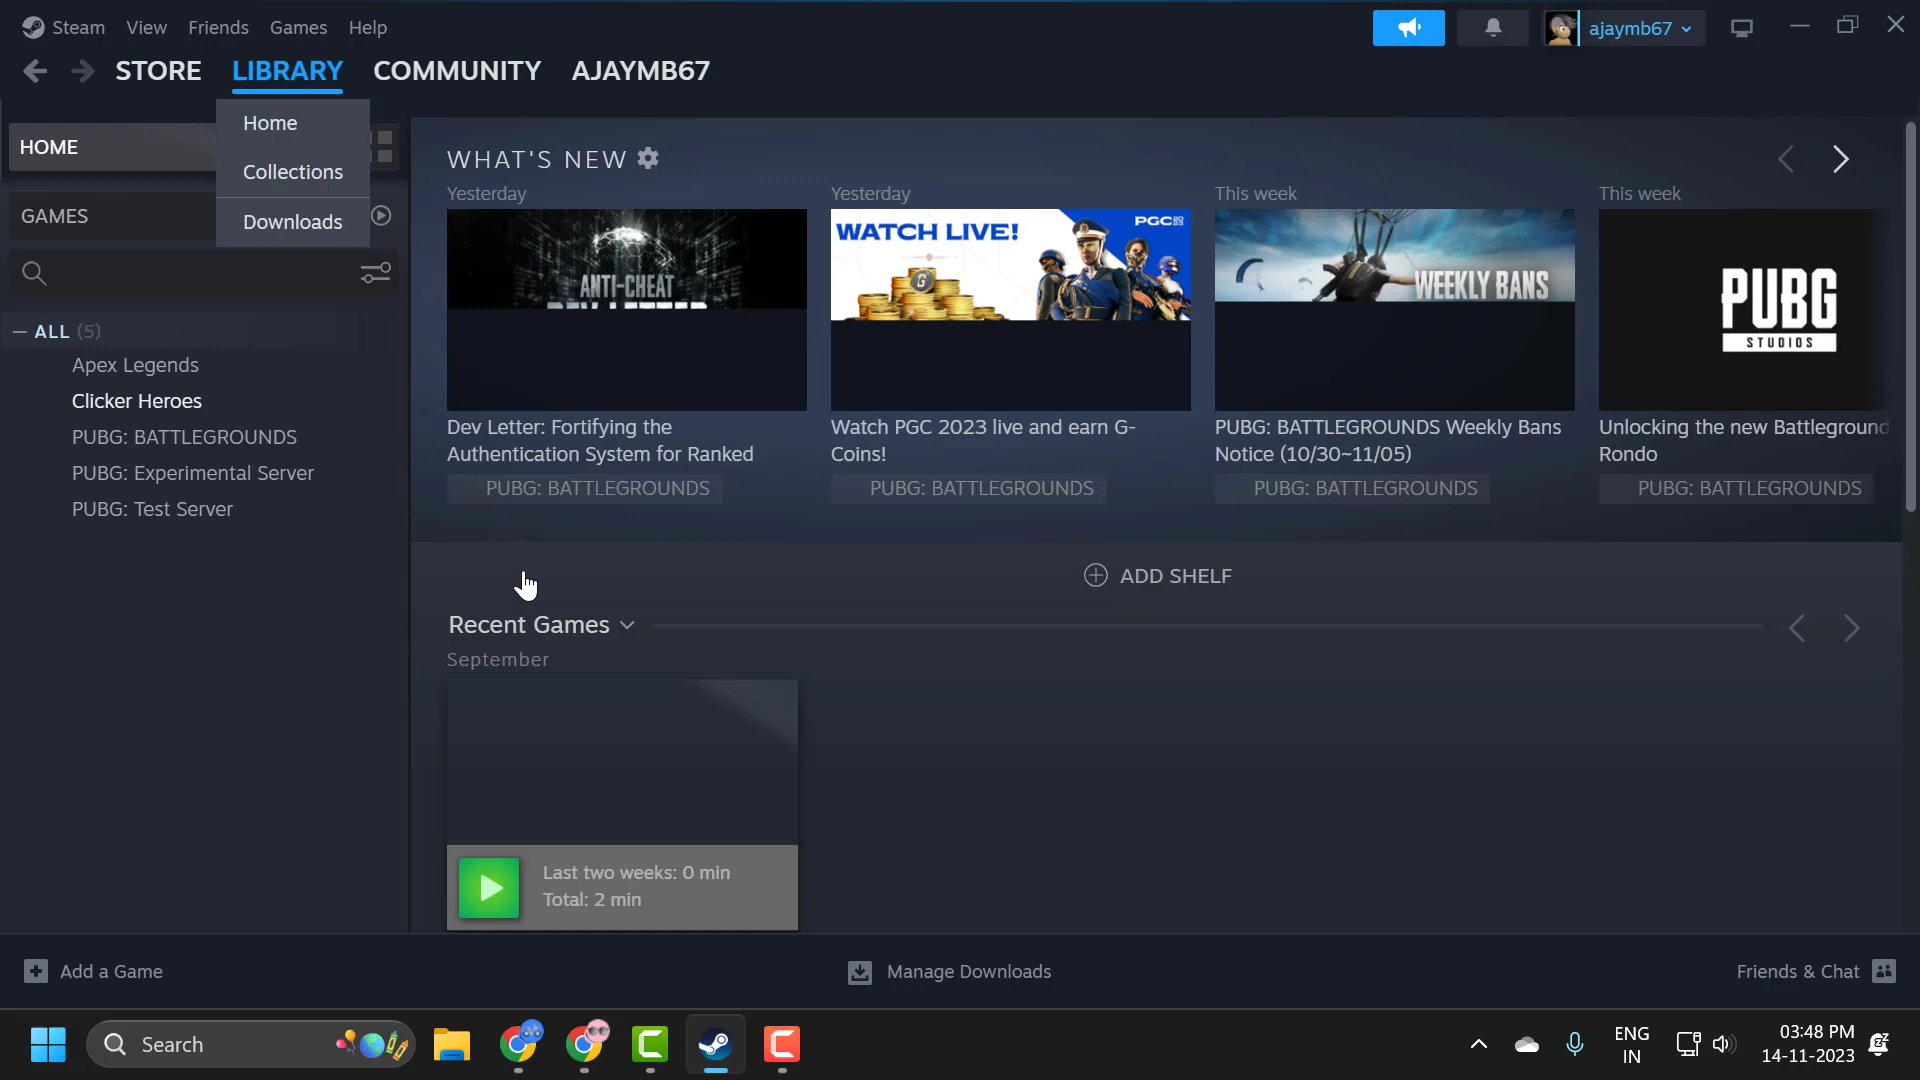 Steam View Friends Games Help
ajaymb67
STORE LIBRARY COMMUNITY AJAYMB67
Home
Collections
Downloads
HOME
GAMES
ALL (5)
Apex Legends
Clicker Heroes
PUBG: BATTLEGROUNDS
PUBG: Experimental Server
PUBG: Test Server
WHAT'S NEW
Yesterday
ANTI-CHEAT
Dev Letter: Fortifying the
Authentication System for Ranked
PUBG: BATTLEGROUNDS
Yesterday
WATCH LIVE!
PGC
G
Watch PGC 2023 live and earn G-
Coins!
PUBG: BATTLEGROUNDS
This week
WEEKLY BANS
PUBG: BATTLEGROUNDS Weekly Bans
Notice (10/30~11/05)
PUBG: BATTLEGROUNDS
This week
PUBG
STUDIOS
Unlocking the new Battleground
Rondo
PUBG: BATTLEGROUNDS
ADD SHELF
Recent Games
September
Last two weeks: 0 min
Total: 2 min
Add a Game
Manage Downloads
Friends & Chat
Search
ENG
IN
03:48 PM
14-11-2023